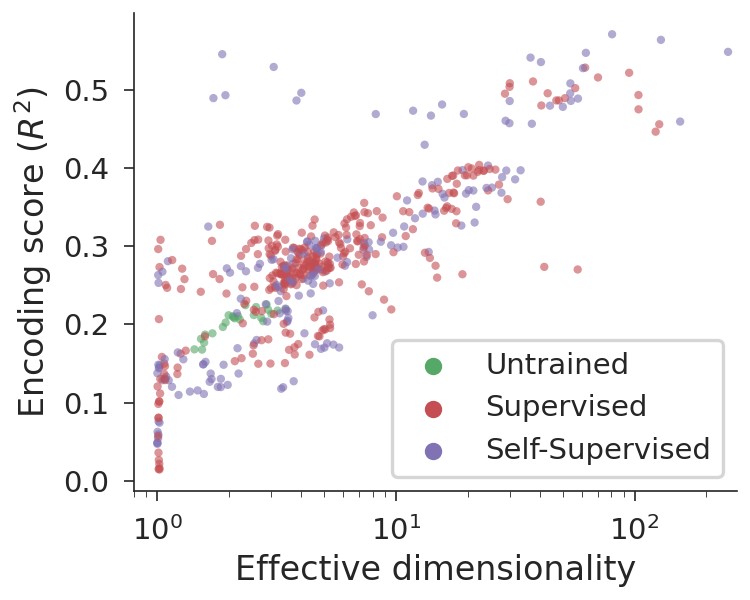 Encoding score (R²)
0.5
0.4
0.3
0.2
0.1
0.0
Untrained
Supervised
Self-Supervised
10⁰ 10¹ 10²
Effective dimensionality